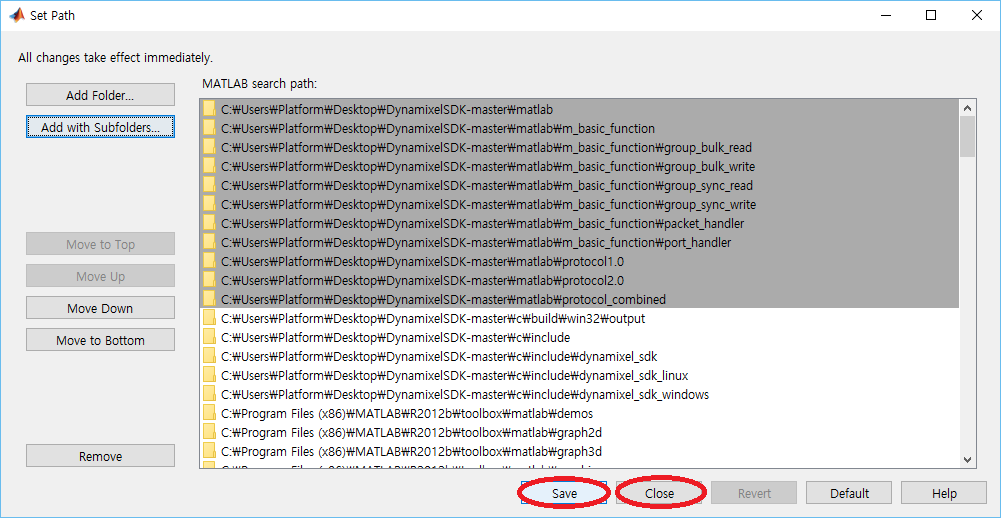 Set Path
All changes take effect immediately.
MATLAB search path:
Add Folder...
Add with Subfolders...
Move to Top
Move Up
Move Down
Move to Bottom
Remove
C:₩Users₩Platform₩Desktop₩DynamixelSDK-master₩matlab
C:₩Users₩Platform₩Desktop₩DynamixelSDK-master₩matlab₩m_basic_function
C:₩Users₩Platform₩Desktop₩DynamixelSDK-master₩matlab₩m_basic_function₩group_bulk_read
C:₩Users₩Platform₩Desktop₩DynamixelSDK-master₩matlab₩m_basic_function₩group_bulk_write
C:₩Users₩Platform₩Desktop₩DynamixelSDK-master₩matlab₩m_basic_function₩group_sync_read
C:₩Users₩Platform₩Desktop₩DynamixelSDK-master₩matlab₩m_basic_function₩group_sync_write
C:₩Users₩Platform₩Desktop₩DynamixelSDK-master₩matlab₩m_basic_function₩packet_handler
C:₩Users₩Platform₩Desktop₩DynamixelSDK-master₩matlab₩m_basic_function₩port_handler
C:₩Users₩Platform₩Desktop₩DynamixelSDK-master₩matlab₩protocol1.0
C:₩Users₩Platform₩Desktop₩DynamixelSDK-master₩matlab₩protocol2.0
C:₩Users₩Platform₩Desktop₩DynamixelSDK-master₩matlab₩protocol_combined
C:₩Users₩Platform₩Desktop₩DynamixelSDK-master₩c₩build₩win32₩output
C:₩Users₩Platform₩Desktop₩DynamixelSDK-master₩c₩include
C:₩Users₩Platform₩Desktop₩DynamixelSDK-master₩c₩include₩dynamixel_sdk
C:₩Users₩Platform₩Desktop₩DynamixelSDK-master₩c₩include₩dynamixel_sdk_linux
C:₩Users₩Platform₩Desktop₩DynamixelSDK-master₩c₩include₩dynamixel_sdk_windows
C:₩Program Files (x86)₩MATLAB₩R2012b₩toolbox₩matlab₩demos
C:₩Program Files (x86)₩MATLAB₩R2012b₩toolbox₩matlab₩graph2d
C:₩Program Files (x86)₩MATLAB₩R2012b₩toolbox₩matlab₩graph3d
Save
Close
Revert
Default
Help